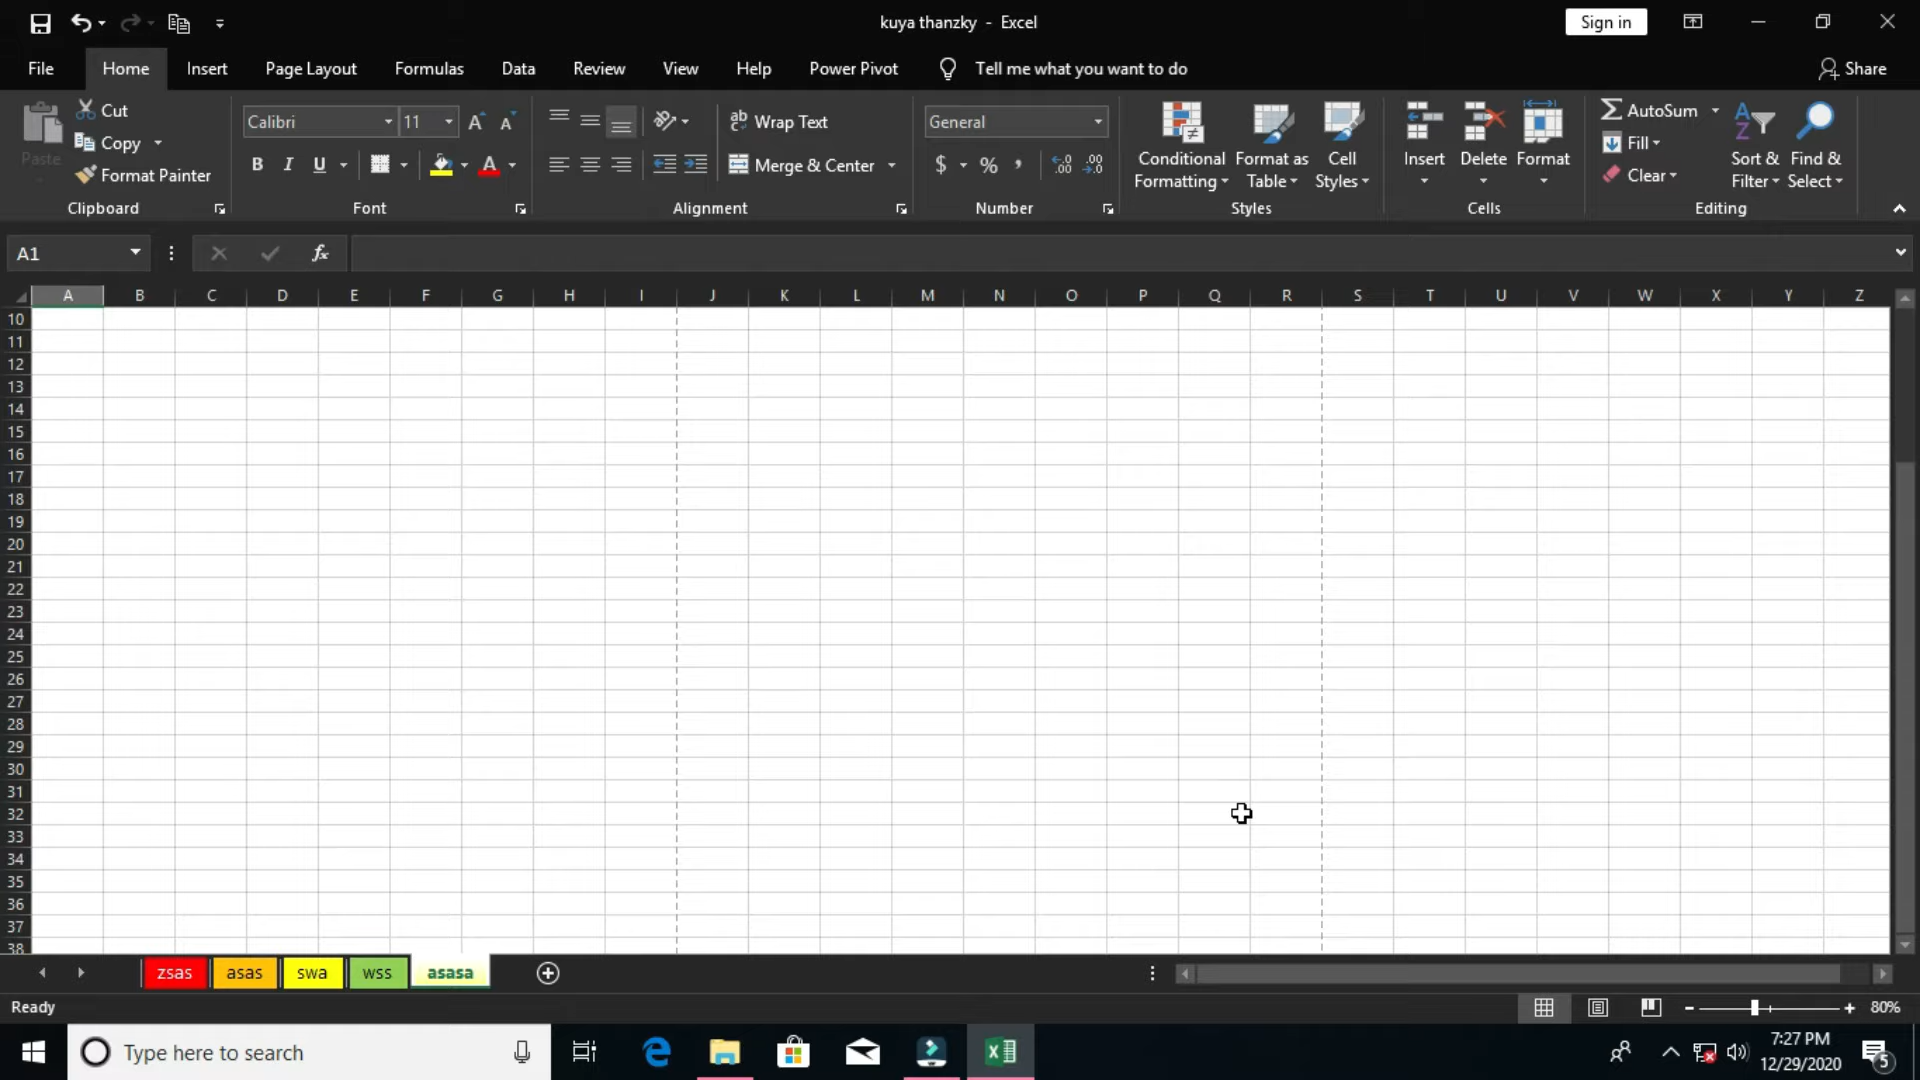 kuya thanzky - Excel
Sign in
File Home Insert Page Layout Formulas Data Review View Help Power Pivot Tell me what you want to do Share
Paste
Cut
Copy
Format Painter
Clipboard
Calibri 11
B I U A
Font
Wrap Text
Merge & Center
Alignment
General
$ % ,
Number
Conditional Formatting
Format as Table
Cell Styles
Styles
Insert
Delete
Format
Cells
AutoSum
Fill
Clear
Sort & Filter
Find & Select
Editing
A1 fx
A B C D E F G H I J K L M N O P Q R S T U V W X Y Z
10
11
12
13
14
15
16
17
18
19
20
21
22
23
24
25
26
27
28
29
30
31
32
33
34
35
36
37
38
zsas asas swa wss asasa
Ready
80%
Type here to search
7:27 PM
12/29/2020
5